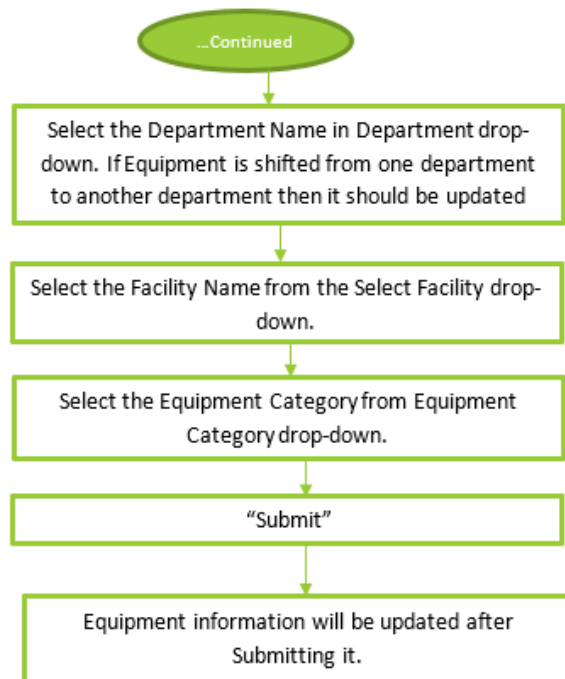 ...Continued
Select the Department Name in Department drop-
down. If Equipment is shifted from one department
to another department then it should be updated
Select the Facility Name from the Select Facility drop-
down.
Select the Equipment Category from Equipment
Category drop-down.
“Submit”
Equipment information will be updated after
Submitting it.